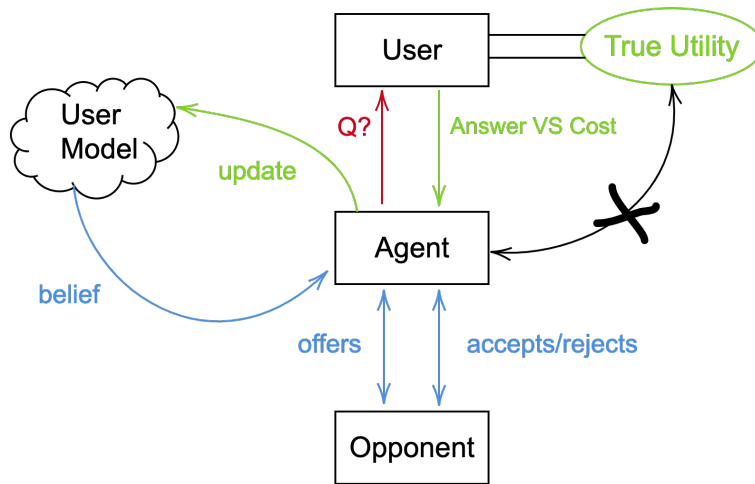 User
True Utility
User
Model
Q?
Answer VS Cost
update
Agent
belief
offers
accepts/rejects
Opponent